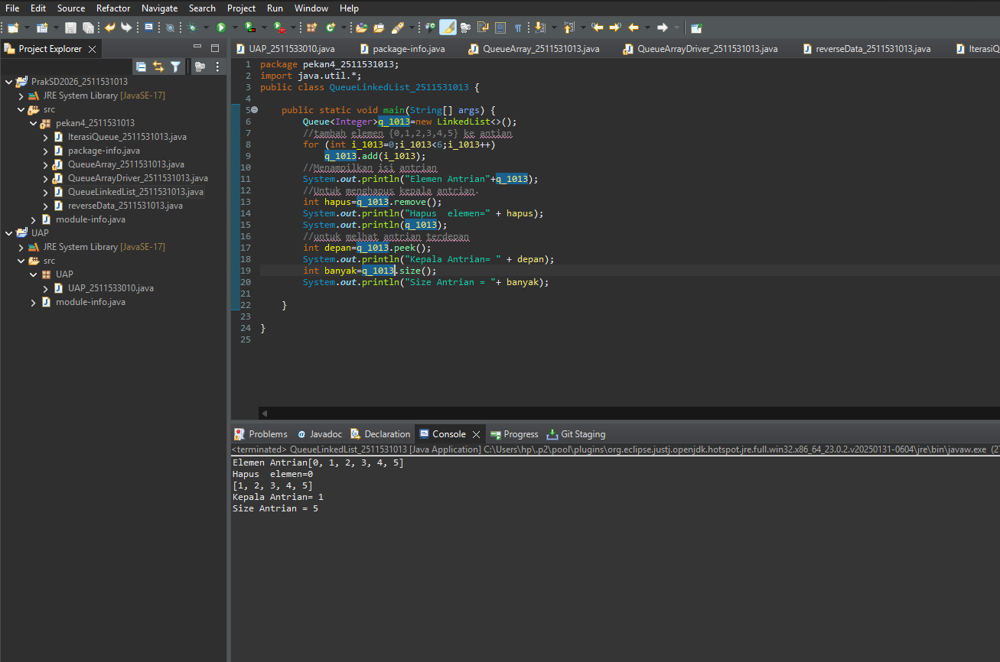 File Edit Source Refactor Navigate Search Project Run Window Help
Project Explorer
PrakSD2026_2511531013
JRE System Library [JavaSE-17]
src
pekan4_2511531013
IterasiQueue_2511531013.java
package-info.java
QueueArray_2511531013.java
QueueArrayDriver_2511531013.java
QueueLinkedList_2511531013.java
reverseData_2511531013.java
module-info.java
UAP
JRE System Library [JavaSE-17]
src
UAP
UAP_2511533010.java
module-info.java
UAP_2511533010.java package-info.java QueueArray_2511531013.java QueueArrayDriver_2511531013.java reverseData_2511531013.java IterasiQ
1 package pekan4_2511531013;
2 import java.util.*;
3 public class QueueLinkedList_2511531013 {
4
5 public static void main(String[] args) {
6 Queue<Integer>q_1013=new LinkedList<>();
7 //tambah elemen {0,1,2,3,4,5} ke antian
8 for (int i_1013=0;i_1013<6;i_1013++)
9 q_1013.add(i_1013);
10 //Menampilkan isi antrian
11 System.out.println("Elemen Antrian"+q_1013);
12 //Untuk menghapus kepala antrian.
13 int hapus=q_1013.remove();
14 System.out.println("Hapus  elemen=" + hapus);
15 System.out.println(q_1013);
16 //untuk melhat antrian terdepan
17 int depan=q_1013.peek();
18 System.out.println("Kepala Antrian= " + depan);
19 int banyak=q_1013.size();
20 System.out.println("Size Antrian = "+ banyak);
21
22 }
23
24 }
25
Problems Javadoc Declaration Console Progress Git Staging
<terminated> QueueLinkedList_2511531013 [Java Application] C:\Users\hp\.p2\pool\plugins\org.eclipse.justj.openjdk.hotspot.jre.full.win32.x86_64_23.0.2.v20250131-0604\jre\bin\javaw.exe (2
Elemen Antrian[0, 1, 2, 3, 4, 5]
Hapus  elemen=0
[1, 2, 3, 4, 5]
Kepala Antrian= 1
Size Antrian = 5